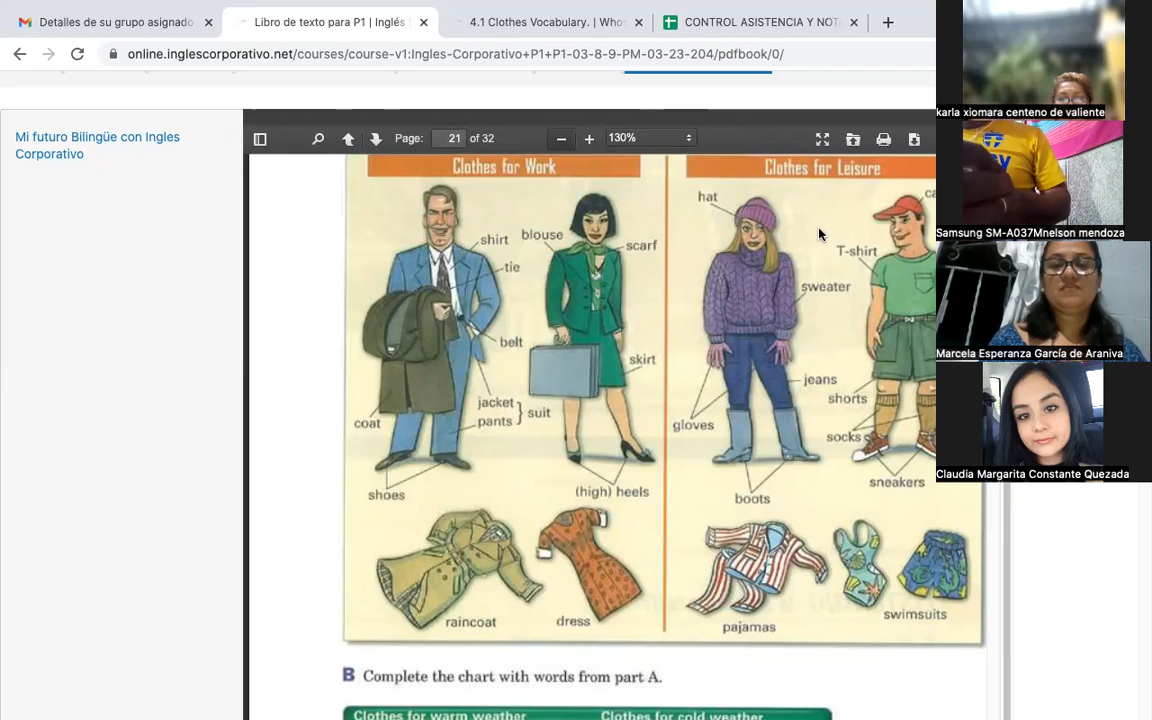 Detalles de su grupo asignado
Libro de texto para P1 | Inglés
4.1 Clothes Vocabulary. | Who
CONTROL ASISTENCIA Y NOT
online.inglescorporativo.net/courses/course-v1:Ingles-Corporativo+P1+P1-03-8-9-PM-03-23-204/pdfbook/0/
Mi futuro Bilingüe con Ingles
Corporativo
Page: 21 of 32
130%
Clothes for Work
Clothes for Leisure
shirt
blouse
scarf
tie
belt
skirt
jacket
pants
suit
coat
shoes
(high) heels
raincoat
dress
hat
T-shirt
sweater
jeans
shorts
gloves
socks
sneakers
boots
pajamas
swimsuits
B Complete the chart with words from part A.
Clothes for warm weather
Clothes for cold weather
karla xiomara centeno de valiente
Samsung SM-A037Mnelson mendoza
Marcela Esperanza García de Araniva
Claudia Margarita Constante Quezada